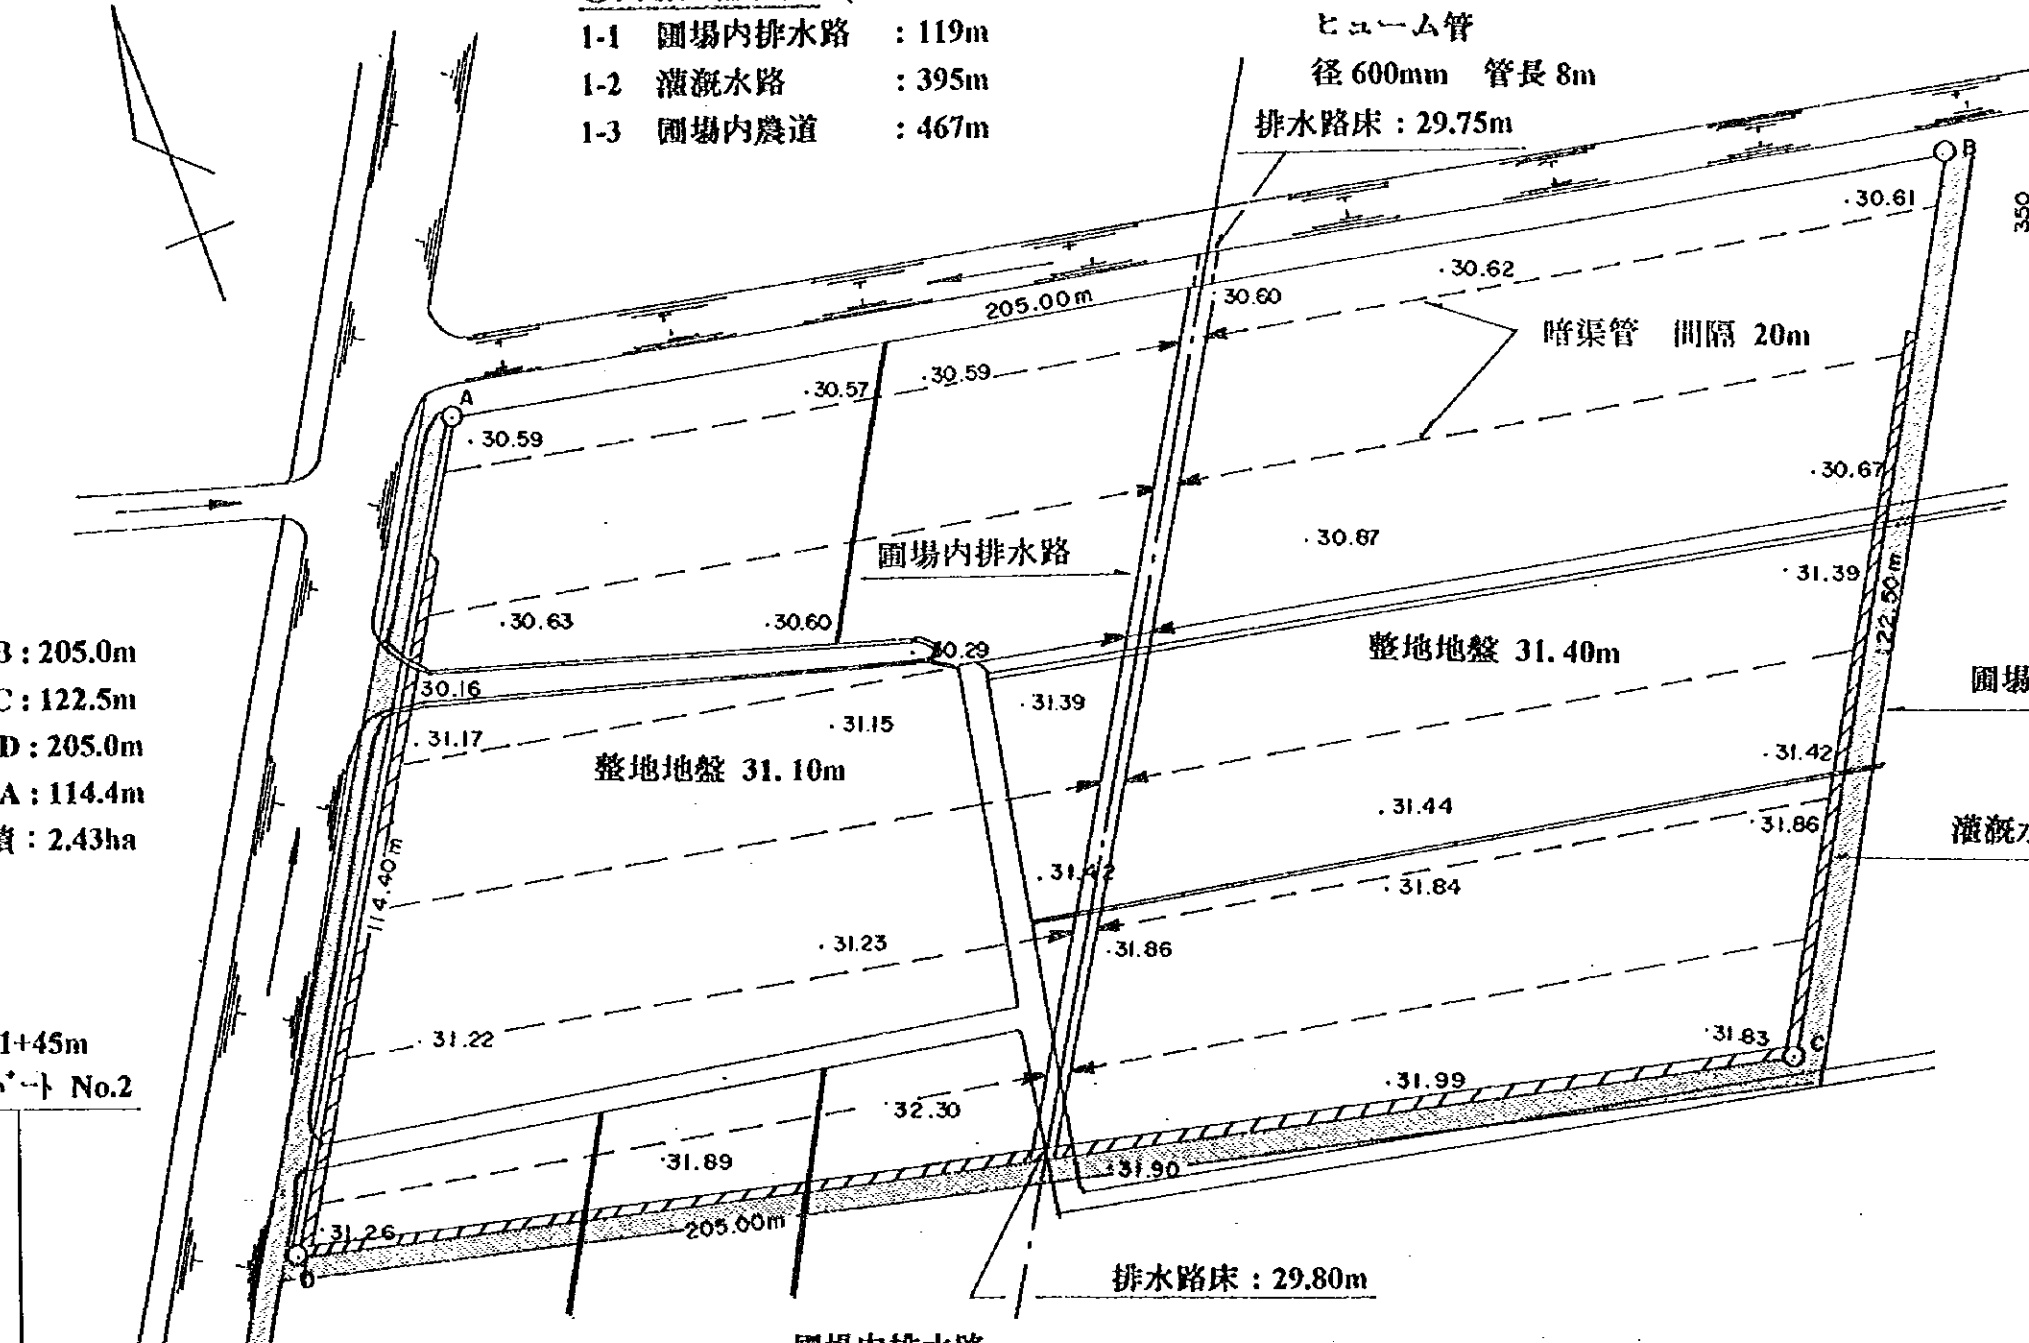 1-1 圃場内排水路 : 119m
1-2 灌漑水路 : 395m
1-3 圃場内農道 : 467m
ヒューム管
径 600mm 管長 8m
排水路床 : 29.75m
B
350
30.61
30.62
205.00m
30.60
暗渠管 間隔 20m
30.59
30.57
A
30.59
30.67
30.87
圃場内排水路
31.39
122.50m
30.63
30.60
30.29
整地地盤 31.40m
B : 205.0m
C : 122.5m
D : 205.0m
A : 114.4m
積 : 2.43ha
30.16
圃場
31.39
31.17
31.15
整地地盤 31.10m
31.42
31.44
31.86
灌漑水
114.40m
31.42
31.84
31.23
31.86
31.22
31.83
C
1+45m
ﾊﾞｰﾄ No.2
31.99
32.30
31.89
31.90
205.00m
31.26
D
排水路床 : 29.80m
圃場内排水路